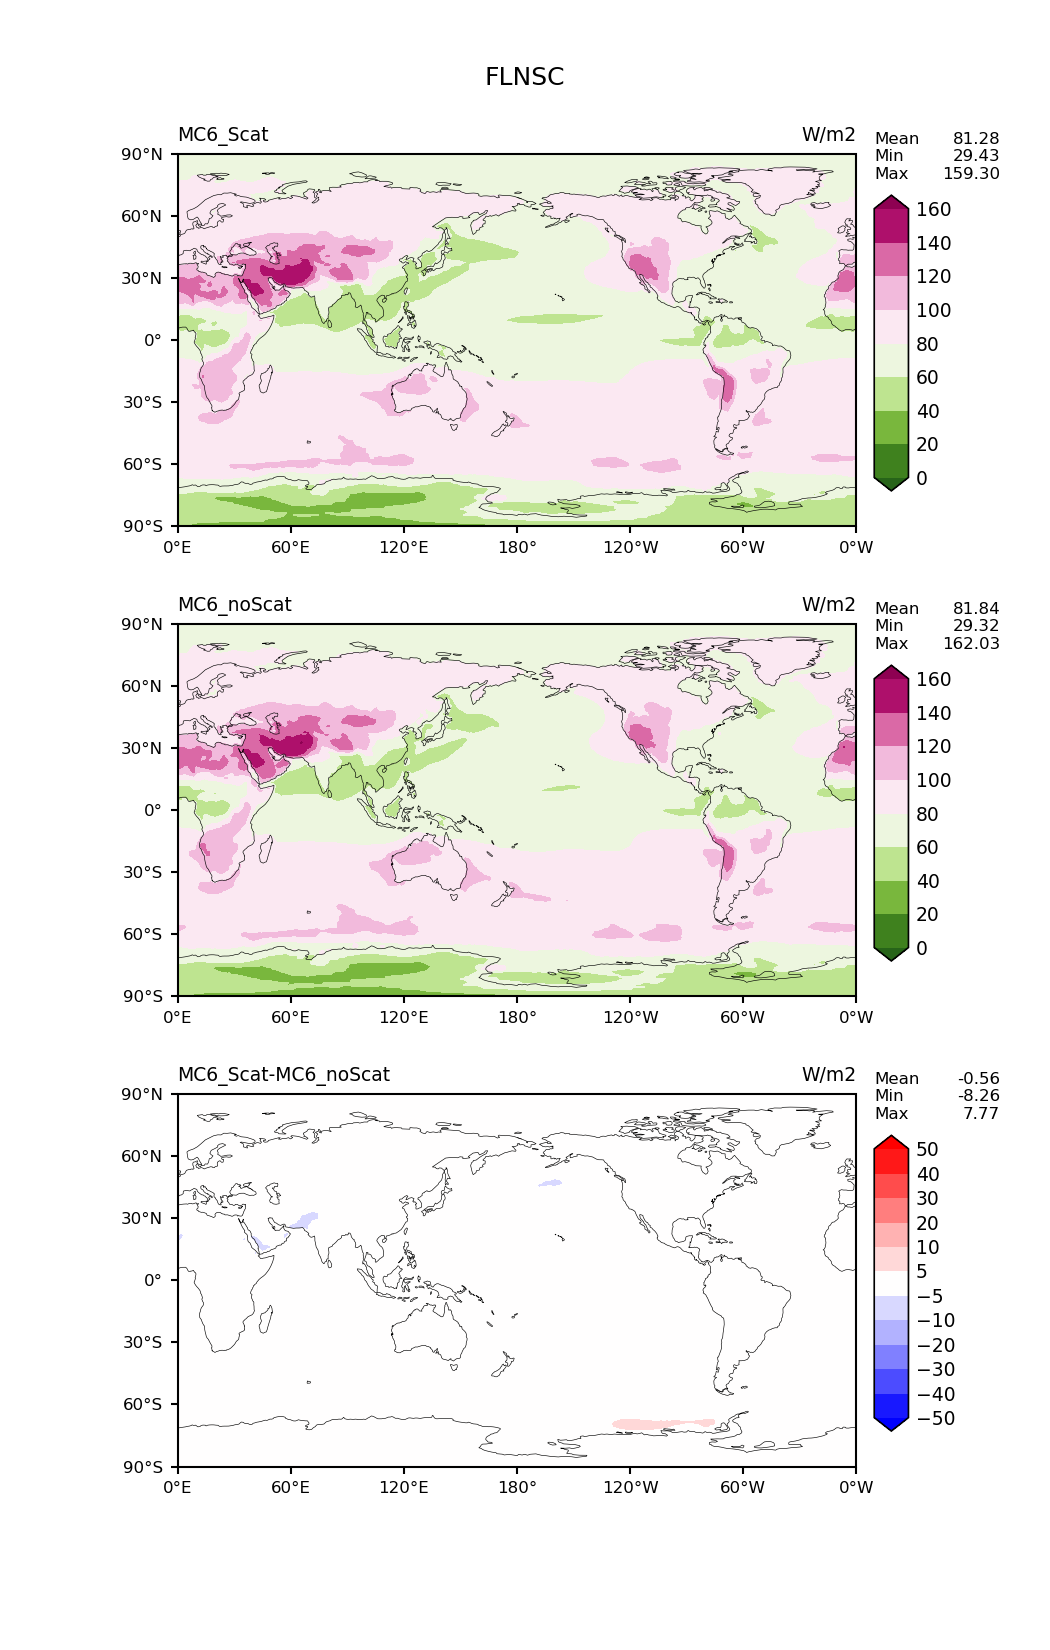 FLNSC
MC6_Scat W/m2
Mean 81.28
Min 29.43
Max 159.30
90°N
60°N
30°N
0°
30°S
60°S
90°S
0°E 60°E 120°E 180° 120°W 60°W 0°W
160
140
120
100
80
60
40
20
0
MC6_noScat W/m2
Mean 81.84
Min 29.32
Max 162.03
90°N
60°N
30°N
0°
30°S
60°S
90°S
0°E 60°E 120°E 180° 120°W 60°W 0°W
160
140
120
100
80
60
40
20
0
MC6_Scat-MC6_noScat W/m2
Mean -0.56
Min -8.26
Max 7.77
90°N
60°N
30°N
0°
30°S
60°S
90°S
0°E 60°E 120°E 180° 120°W 60°W 0°W
50
40
30
20
10
5
−5
−10
−20
−30
−40
−50